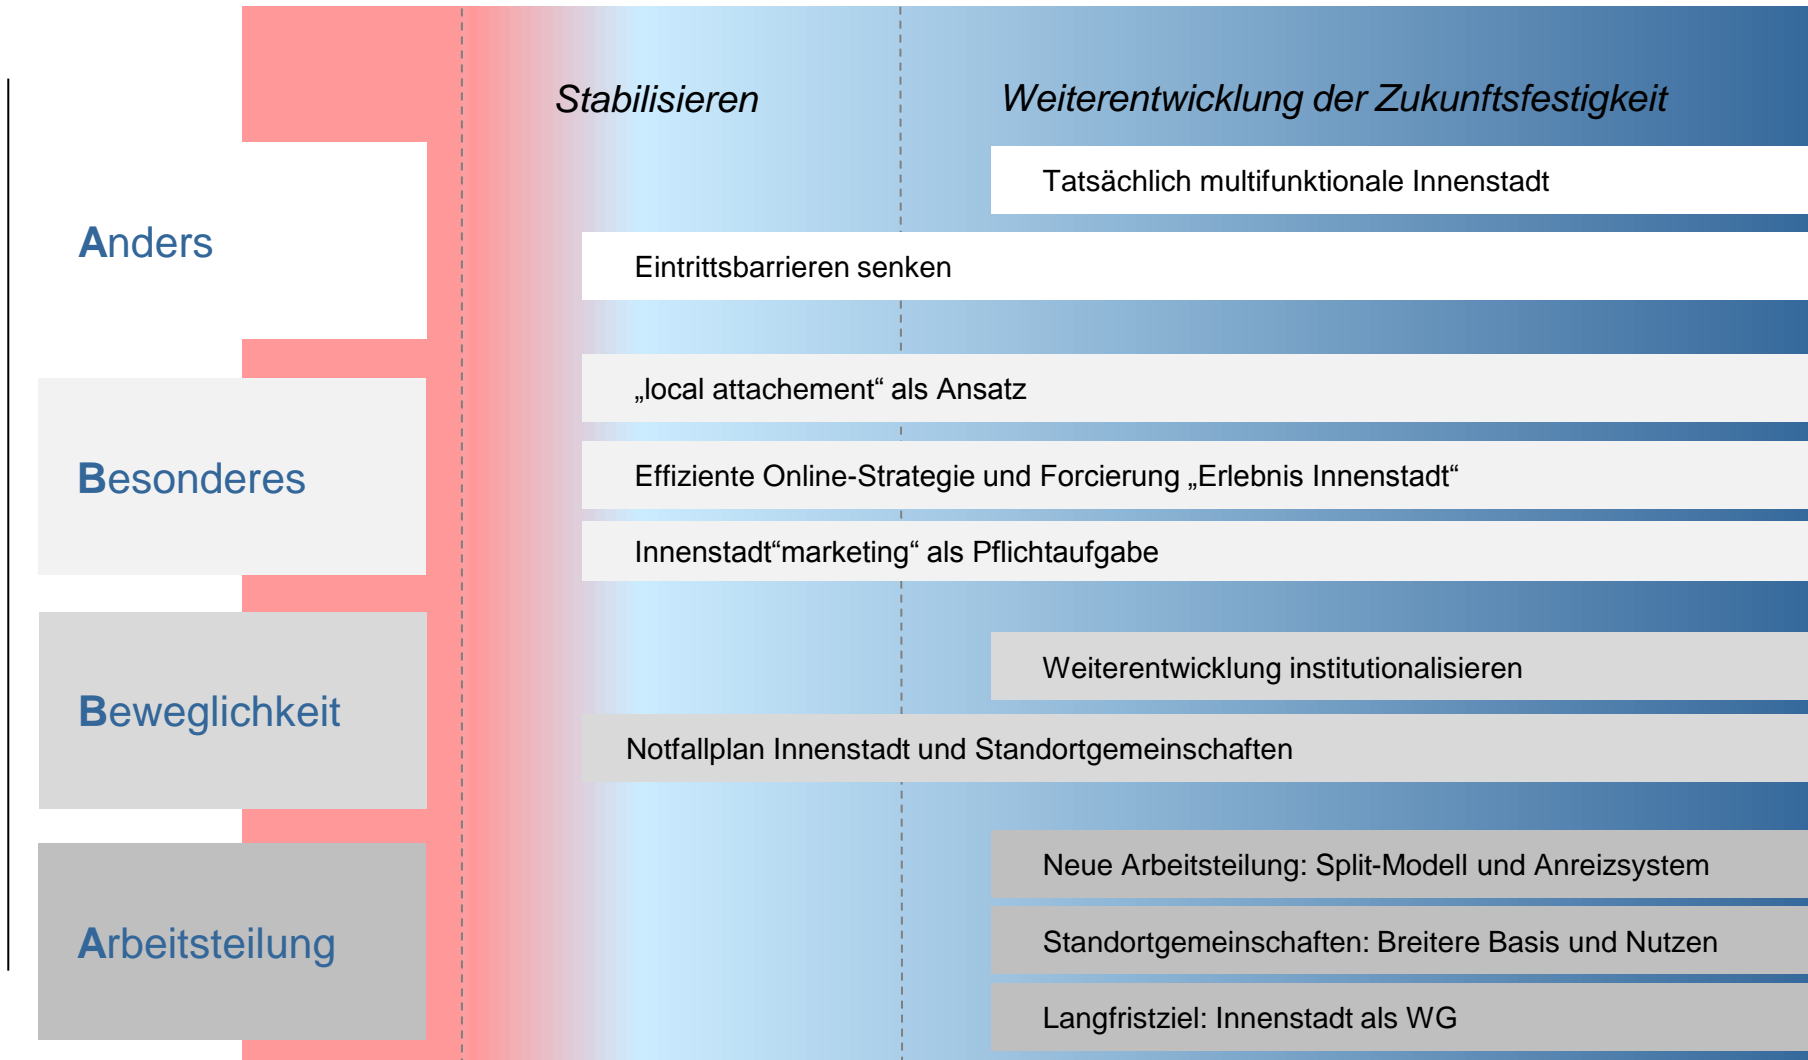 Stabilisieren
Weiterentwicklung der Zukunftsfestigkeit
Anders
Tatsächlich multifunktionale Innenstadt
Eintrittsbarrieren senken
Besonderes
„local attachement“ als Ansatz
Effiziente Online-Strategie und Forcierung „Erlebnis Innenstadt“
Innenstadt“marketing“ als Pflichtaufgabe
Beweglichkeit
Weiterentwicklung institutionalisieren
Notfallplan Innenstadt und Standortgemeinschaften
Arbeitsteilung
Neue Arbeitsteilung: Split-Modell und Anreizsystem
Standortgemeinschaften: Breitere Basis und Nutzen
Langfristziel: Innenstadt als WG